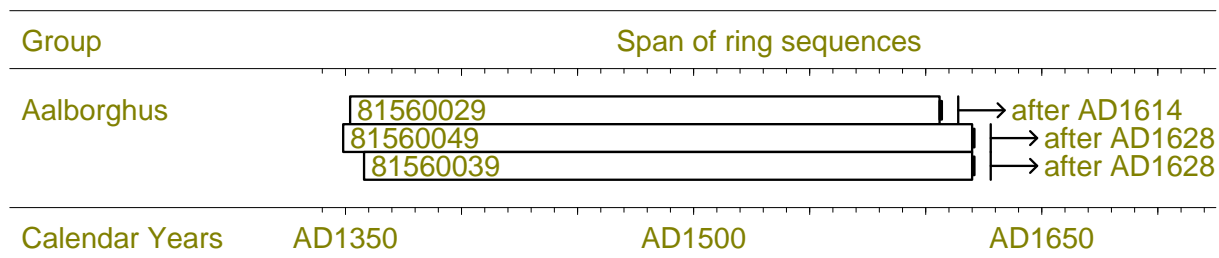 Group Span of ring sequences
Aalborghus 81560029 after AD1614
81560049 after AD1628
81560039 after AD1628
Calendar Years AD1350 AD1500 AD1650